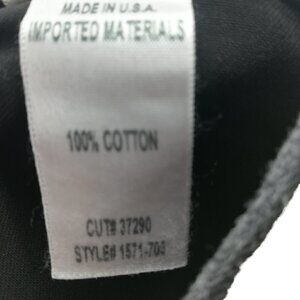 MADE IN U.S.A.
IMPORTED MATERIALS
100% COTTON
CUT# 37290
STYLE# 1571-703